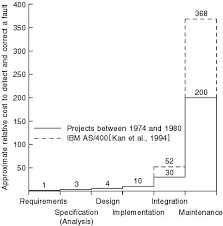 Approximate relative cost to detect and correct a fault
400
368
350
300
250
200
200
150
100
50
Projects between 1974 and 1980
IBM AS/400 [Kan et al., 1994]
52
30
10
4
3
1
Requirements
Design
Integration
Specification
(Analysis)
Implementation
Maintenance